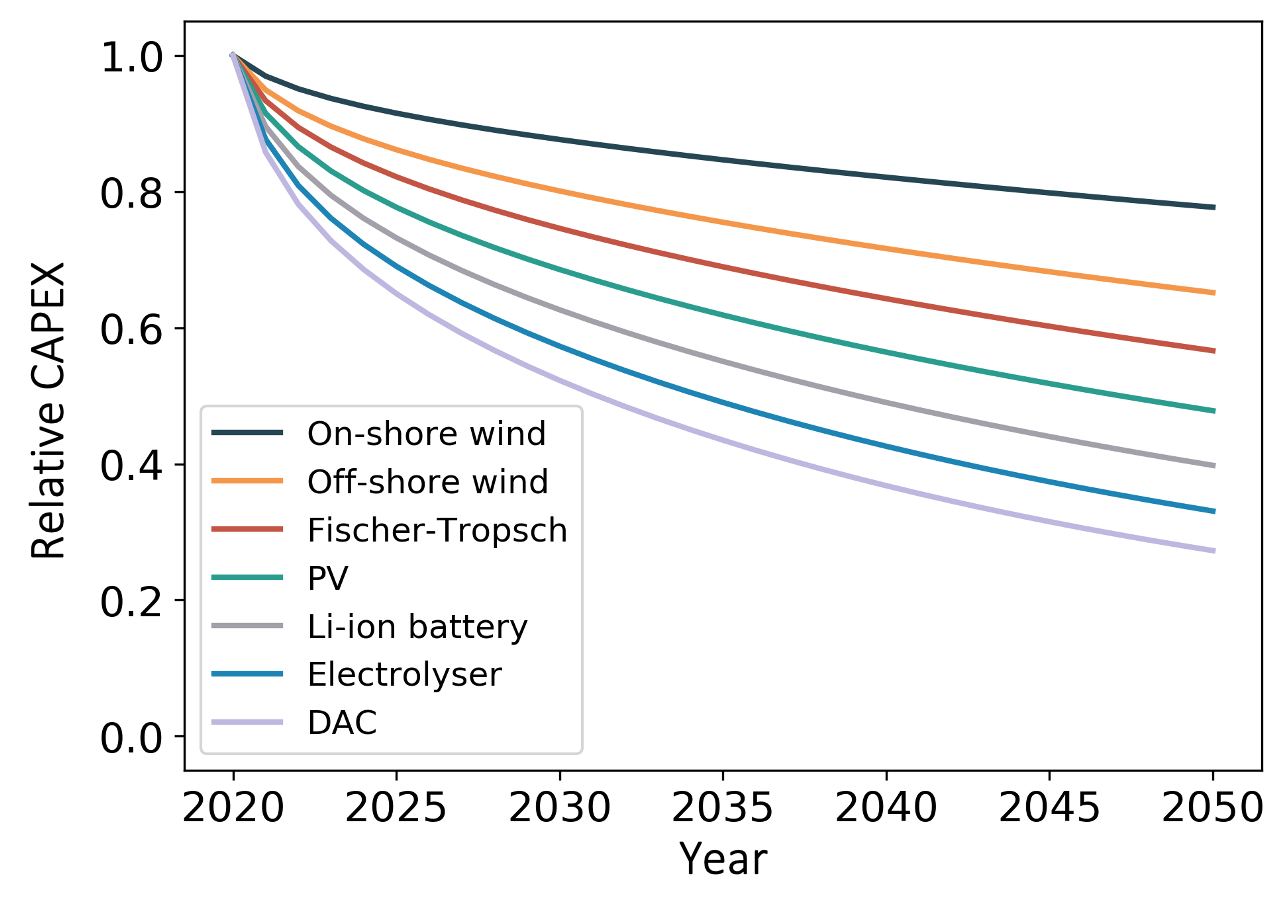 1.0
0.8
0.6
0.4
0.2
0.0
Relative CAPEX
On-shore wind
Off-shore wind
Fischer-Tropsch
PV
Li-ion battery
Electrolyser
DAC
2020 2025 2030 2035 2040 2045 2050
Year